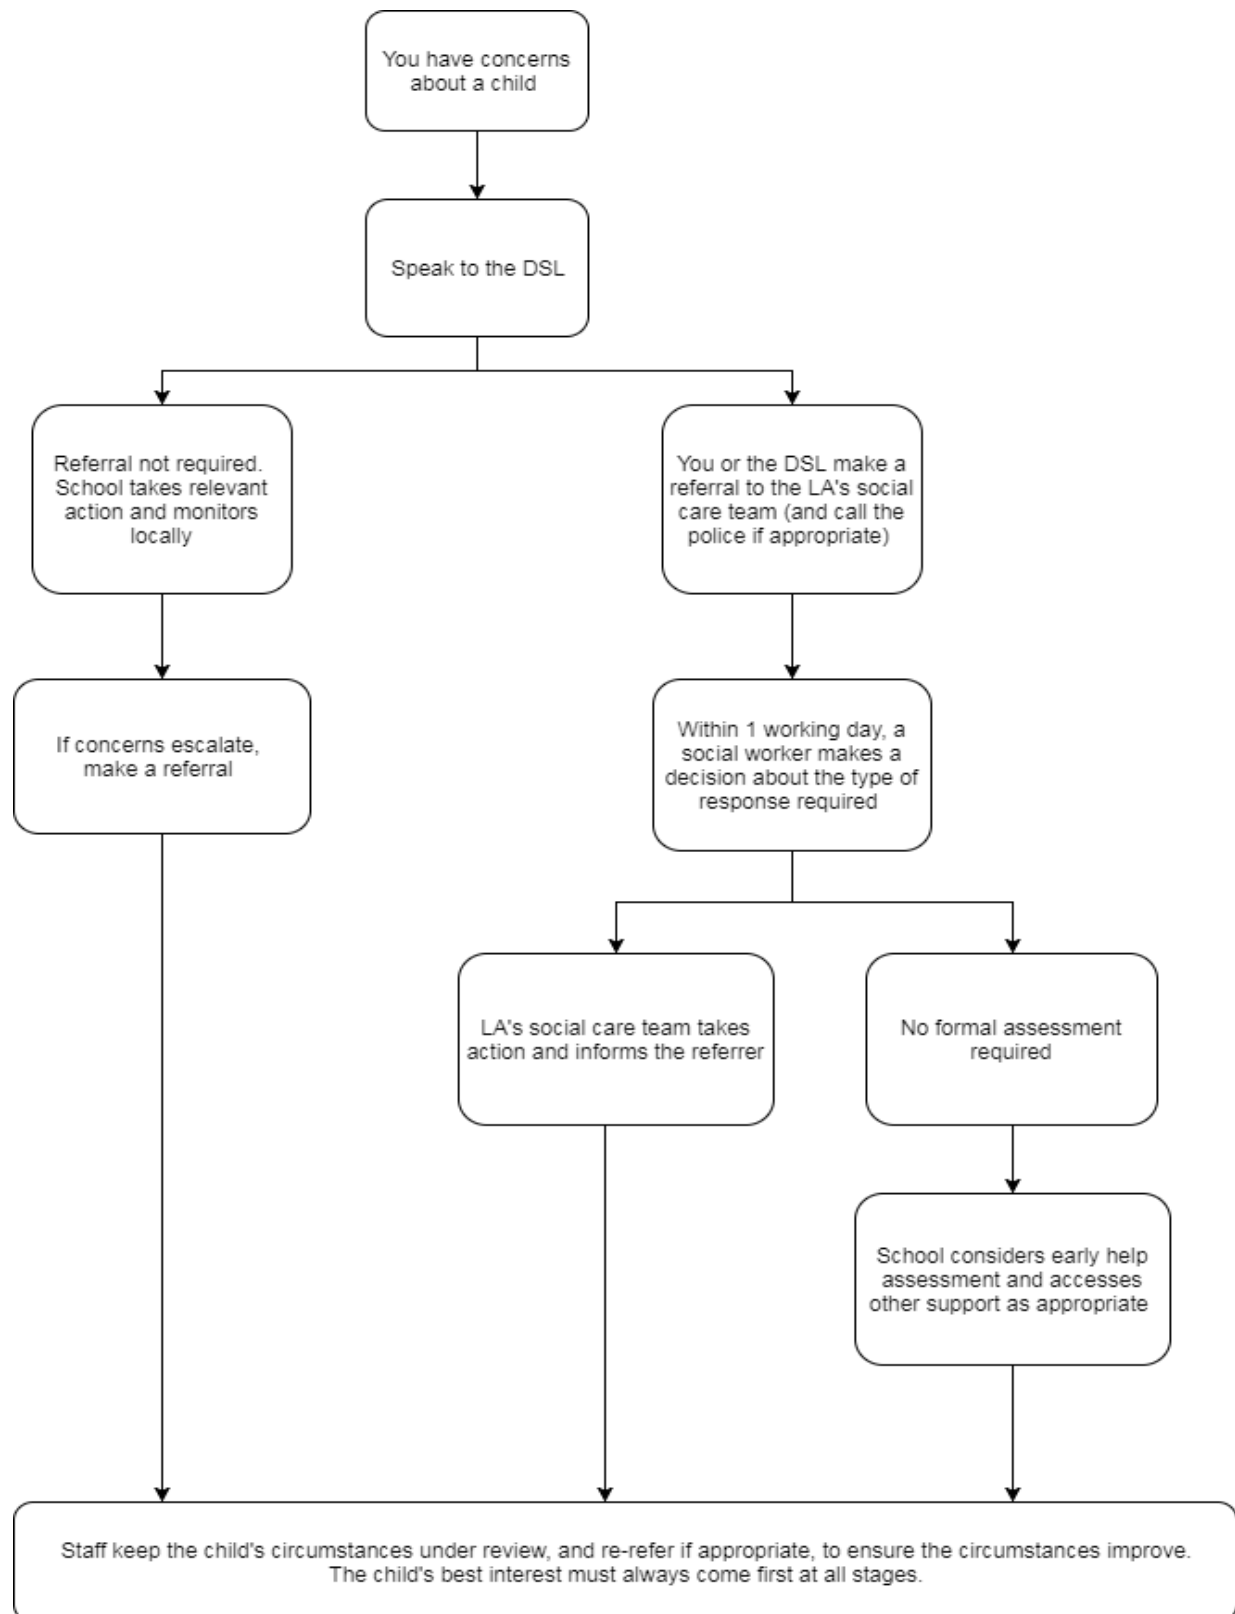 You have concerns
about a child
Speak to the DSL
Referral not required.
School takes relevant
action and monitors
locally
You or the DSL make a
referral to the LA's social
care team (and call the
police if appropriate)
If concerns escalate,
make a referral
Within 1 working day, a
social worker makes a
decision about the type of
response required
LA's social care team takes
action and informs the referrer
No formal assessment
required
School considers early help
assessment and accesses
other support as appropriate
Staff keep the child's circumstances under review, and re-refer if appropriate, to ensure the circumstances improve.
The child's best interest must always come first at all stages.